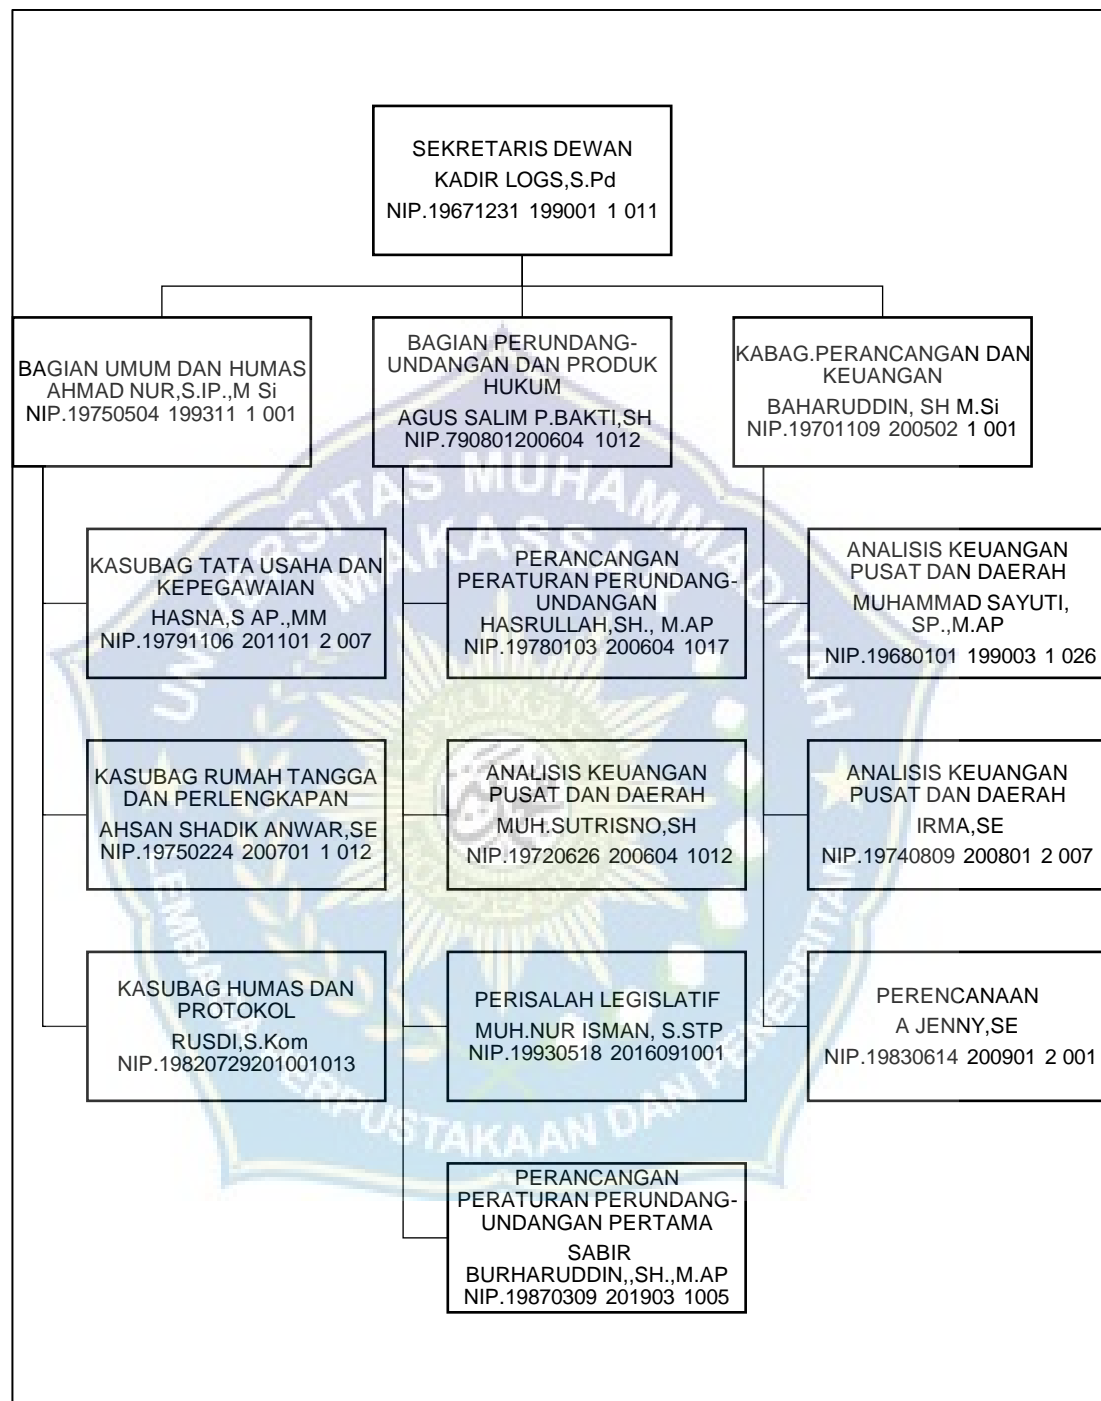 SEKRETARIS DEWAN
KADIR LOGS,S.Pd
NIP.19671231 199001 1 011
BAGIAN UMUM DAN HUMAS
AHMAD NUR,S.IP.,M Si
NIP.19750504 199311 1 001
BAGIAN PERUNDANG-
UNDANGAN DAN PRODUK
HUKUM
AGUS SALIM P.BAKTI,SH
NIP.790801200604 1012
KABAG.PERANCANGAN DAN
KEUANGAN
BAHARUDDIN, SH M.Si
NIP.19701109 200502 1 001
KASUBAG TATA USAHA DAN
KEPEGAWAIAN
HASNA,S AP.,MM
NIP.19791106 201101 2 007
PERANCANGAN
PERATURAN PERUNDANG-
UNDANGAN
HASRULLAH,SH., M.AP
NIP.19780103 200604 1017
ANALISIS KEUANGAN
PUSAT DAN DAERAH
MUHAMMAD SAYUTI,
SP.,M.AP
NIP.19680101 199003 1 026
KASUBAG RUMAH TANGGA
DAN PERLENGKAPAN
AHSAN SHADIK ANWAR,SE
NIP.19750224 200701 1 012
ANALISIS KEUANGAN
PUSAT DAN DAERAH
MUH.SUTRISNO,SH
NIP.19720626 200604 1012
ANALISIS KEUANGAN
PUSAT DAN DAERAH
IRMA,SE
NIP.19740809 200801 2 007
KASUBAG HUMAS DAN
PROTOKOL
RUSDI,S.Kom
NIP.19820729201001013
PERISALAH LEGISLATIF
MUH.NUR ISMAN, S.STP
NIP.19930518 2016091001
PERENCANAAN
A JENNY,SE
NIP.19830614 200901 2 001
PERANCANGAN
PERATURAN PERUNDANG-
UNDANGAN PERTAMA
SABIR
BURHARUDDIN,,SH.,M.AP
NIP.19870309 201903 1005
UNIVERSITAS MUHAMMADIYAH
MAKASSAR
LEMBAGA PERPUSTAKAAN DAN PENERBITAN